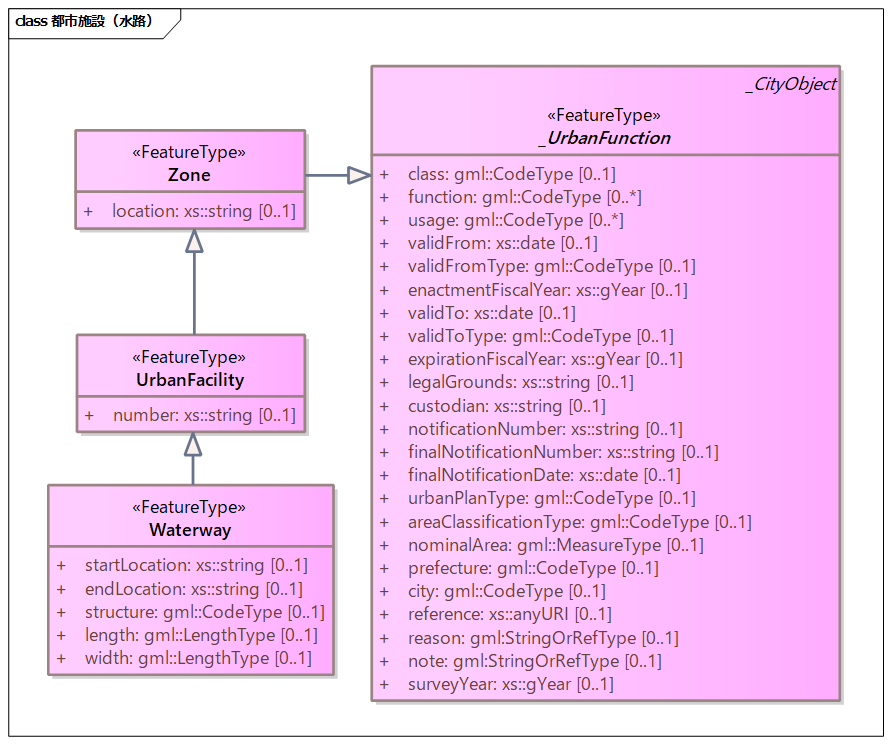 class 都市施設（水路）
«FeatureType»
Zone
+ location: xs::string [0..1]
«FeatureType»
UrbanFacility
+ number: xs::string [0..1]
«FeatureType»
Waterway
+ startLocation: xs::string [0..1]
+ endLocation: xs::string [0..1]
+ structure: gml::CodeType [0..1]
+ length: gml::LengthType [0..1]
+ width: gml::LengthType [0..1]
_CityObject
«FeatureType»
_UrbanFunction
+ class: gml::CodeType [0..1]
+ function: gml::CodeType [0..*]
+ usage: gml::CodeType [0..*]
+ validFrom: xs::date [0..1]
+ validFromType: gml::CodeType [0..1]
+ enactmentFiscalYear: xs::gYear [0..1]
+ validTo: xs::date [0..1]
+ validToType: gml::CodeType [0..1]
+ expirationFiscalYear: xs::gYear [0..1]
+ legalGrounds: xs::string [0..1]
+ custodian: xs::string [0..1]
+ notificationNumber: xs::string [0..1]
+ finalNotificationNumber: xs::string [0..1]
+ finalNotificationDate: xs::date [0..1]
+ urbanPlanType: gml::CodeType [0..1]
+ areaClassificationType: gml::CodeType [0..1]
+ nominalArea: gml::MeasureType [0..1]
+ prefecture: gml::CodeType [0..1]
+ city: gml::CodeType [0..1]
+ reference: xs::anyURI [0..1]
+ reason: gml:StringOrRefType [0..1]
+ note: gml:StringOrRefType [0..1]
+ surveyYear: xs::gYear [0..1]